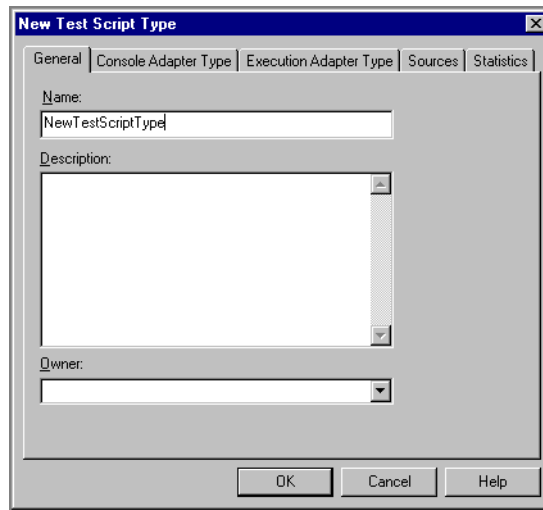 New Test Script Type
General Console Adapter Type Execution Adapter Type Sources Statistics
Name:
NewTestScriptType
Description:
Owner:
OK Cancel Help